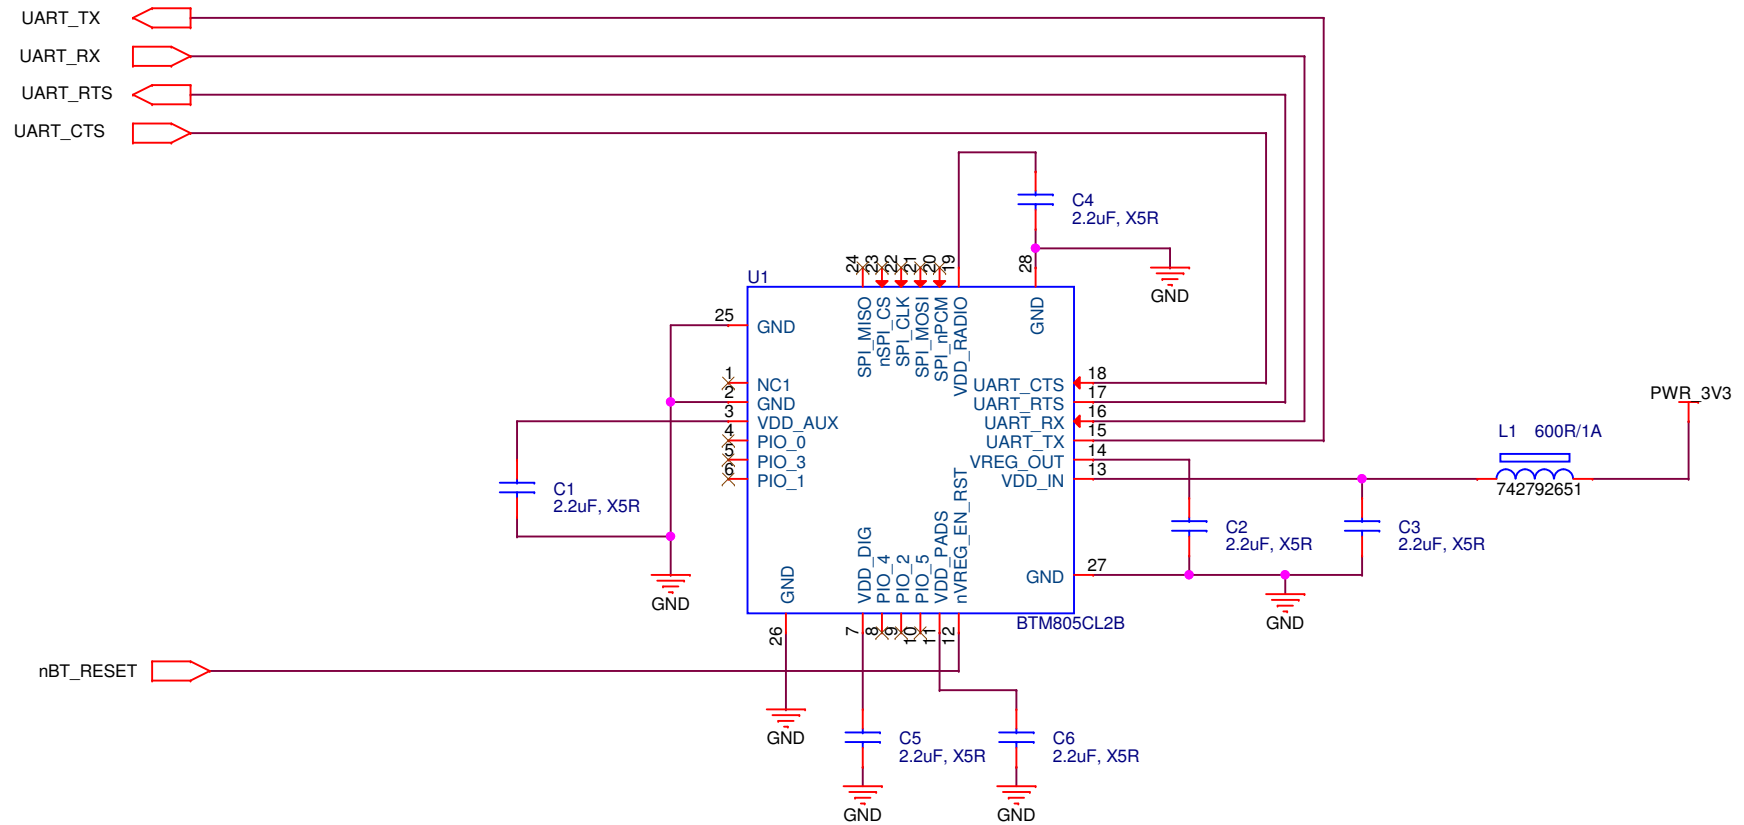 UART_TX
UART_RX
UART_RTS
UART_CTS
C4
2.2uF, X5R
GND
U1
24
23
22
21
20
19
28
SPI_MISO
nSPI_CS
SPI_CLK
SPI_MOSI
SPI_nPCM
VDD_RADIO
GND
25
GND
1
NC1
2
GND
3
VDD_AUX
4
PIO_0
5
PIO_3
6
PIO_1
UART_CTS
18
UART_RTS
17
UART_RX
16
UART_TX
15
VREG_OUT
14
VDD_IN
13
GND
27
PWR_3V3
L1 600R/1A
742792651
C1
2.2uF, X5R
C2
2.2uF, X5R
C3
2.2uF, X5R
GND
GND
GND
VDD_DIG
PIO_4
PIO_2
PIO_5
VDD_PADS
nVREG_EN_RST
BTM805CL2B
26
7
8
9
10
11
12
nBT_RESET
GND
C5
2.2uF, X5R
C6
2.2uF, X5R
GND
GND